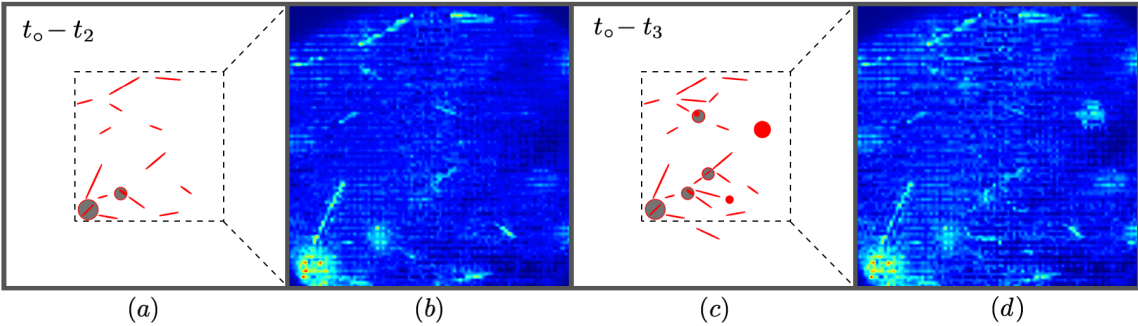 t∘ − t₂
t∘ − t₃
(a)
(b)
(c)
(d)